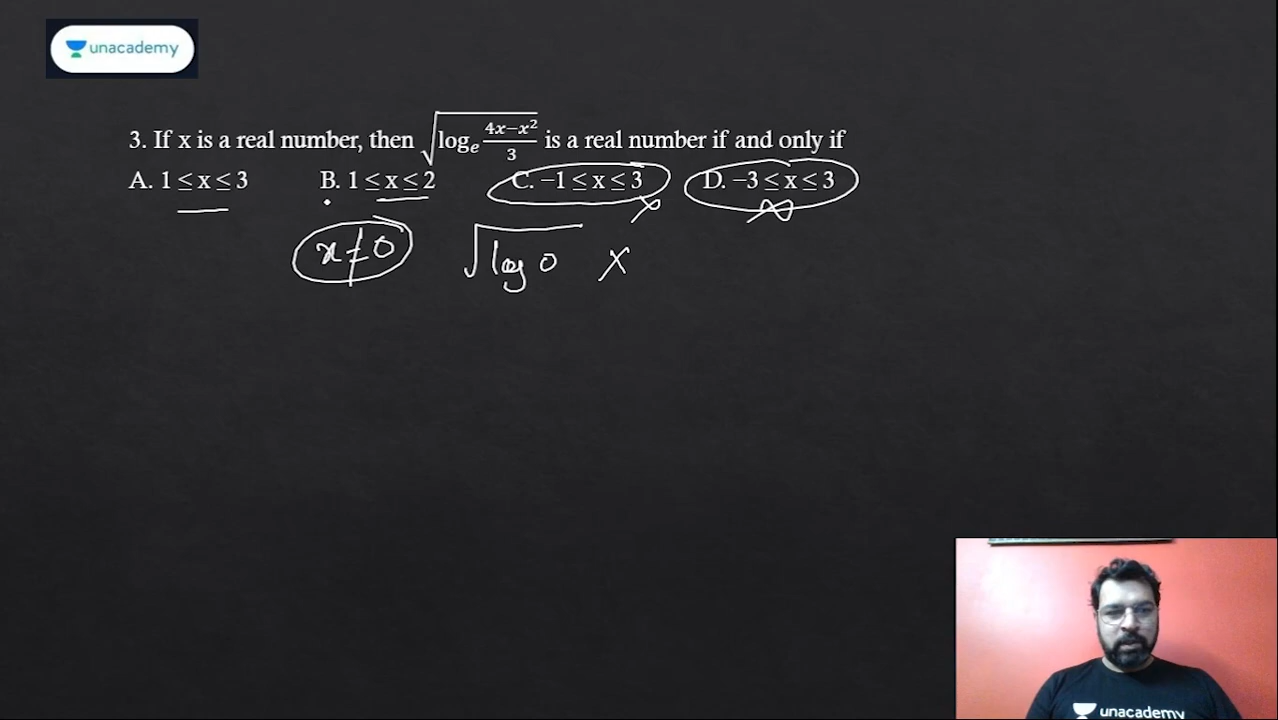 unacademy
3. If x is a real number, then √(logₑ (4x−x²)/3) is a real number if and only if
A. 1 ≤ x ≤ 3 B. 1 ≤ x ≤ 2 C. −1 ≤ x ≤ 3 D. −3 ≤ x ≤ 3
x ≠ 0 √log 0 X
unacademy